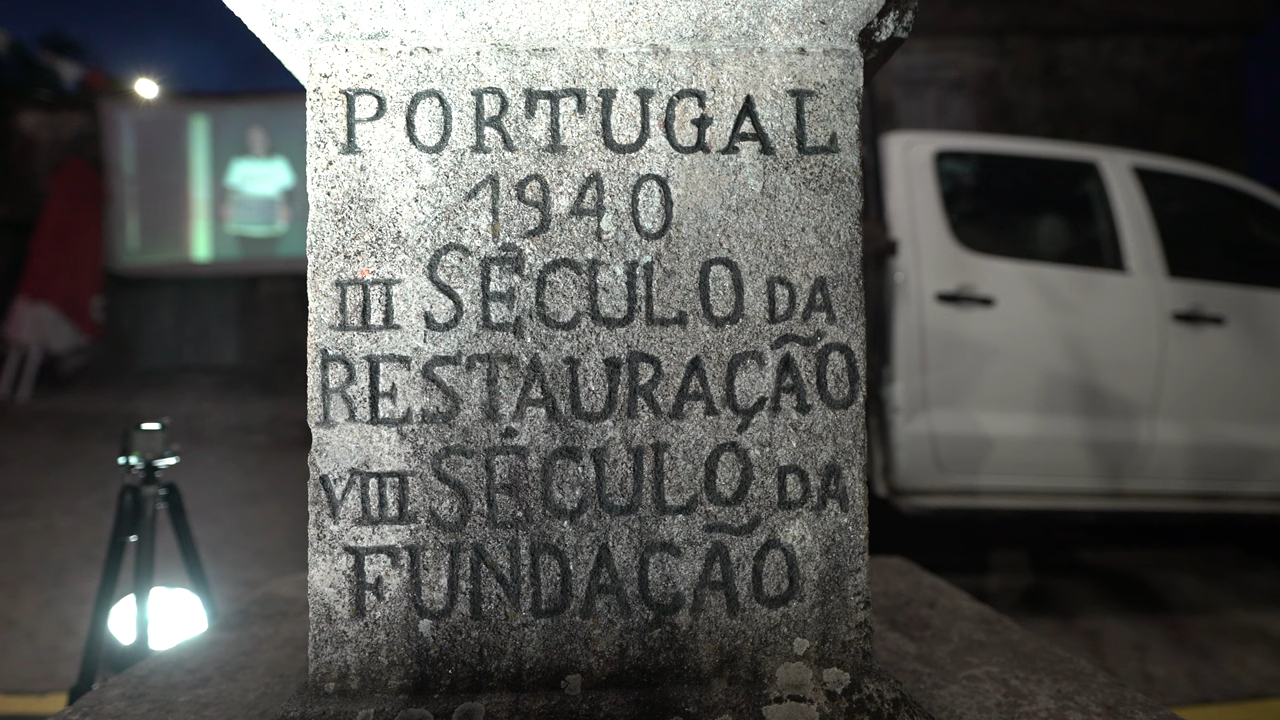 PORTUGAL
1940
III SÉCULO DA
RESTAURAÇÃO
VIII SÉCULO DA
FUNDAÇÃO